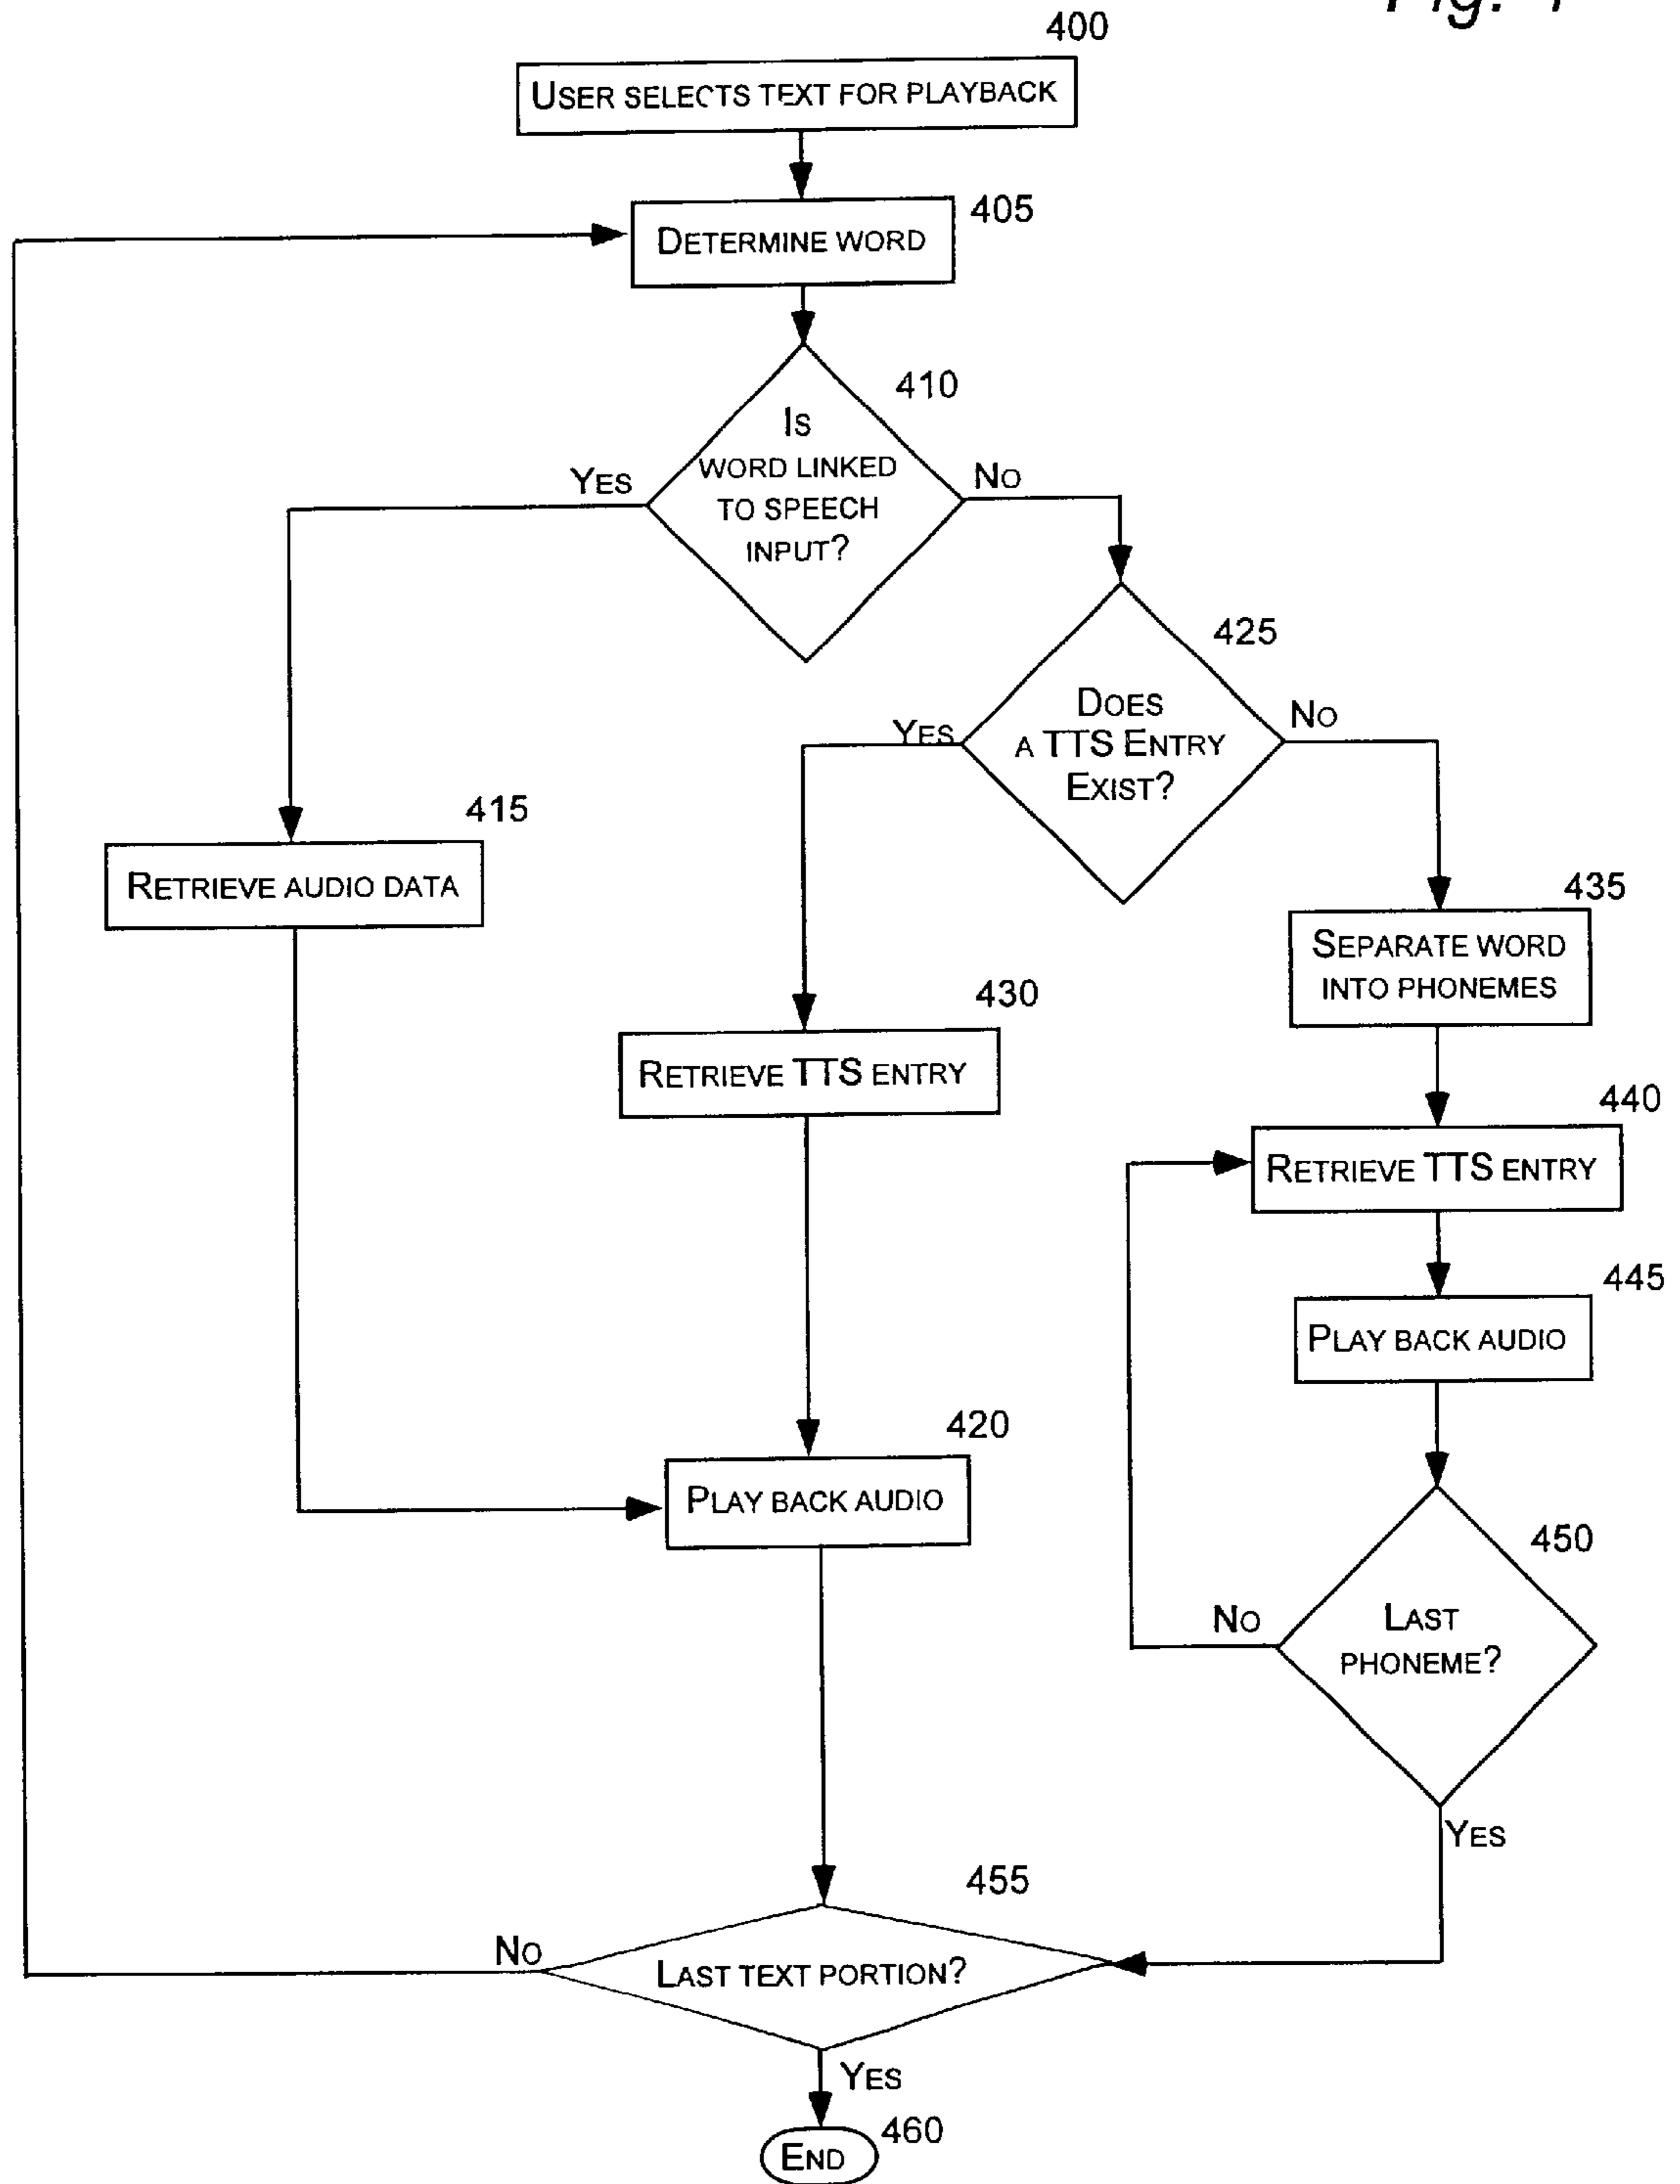 Fig. 4
400
USER SELECTS TEXT FOR PLAYBACK
405
DETERMINE WORD
410
IS
WORD LINKED
TO SPEECH
INPUT?
YES
NO
425
DOES
A TTS ENTRY
EXIST?
YES
NO
415
RETRIEVE AUDIO DATA
435
SEPARATE WORD
INTO PHONEMES
430
RETRIEVE TTS ENTRY
440
RETRIEVE TTS ENTRY
445
PLAY BACK AUDIO
420
PLAY BACK AUDIO
450
LAST
PHONEME?
NO
YES
455
LAST TEXT PORTION?
NO
YES
460
END